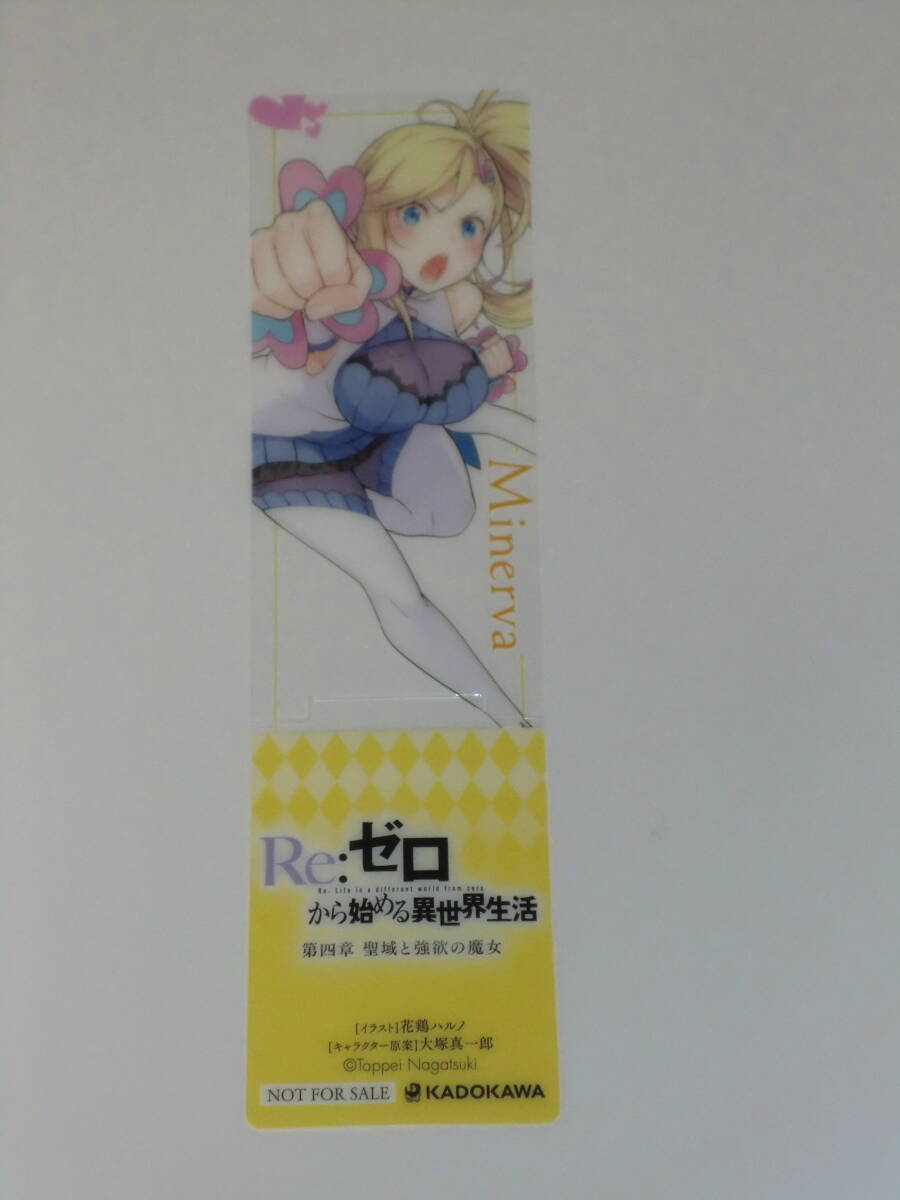 Minerva
Re:ゼロ
Re: Life in a different world from zero
から始める異世界生活
第四章 聖域と強欲の魔女
[イラスト]花鶏ハルノ
[キャラクター原案]大塚真一郎
©Tappei Nagatsuki
NOT FOR SALE KADOKAWA